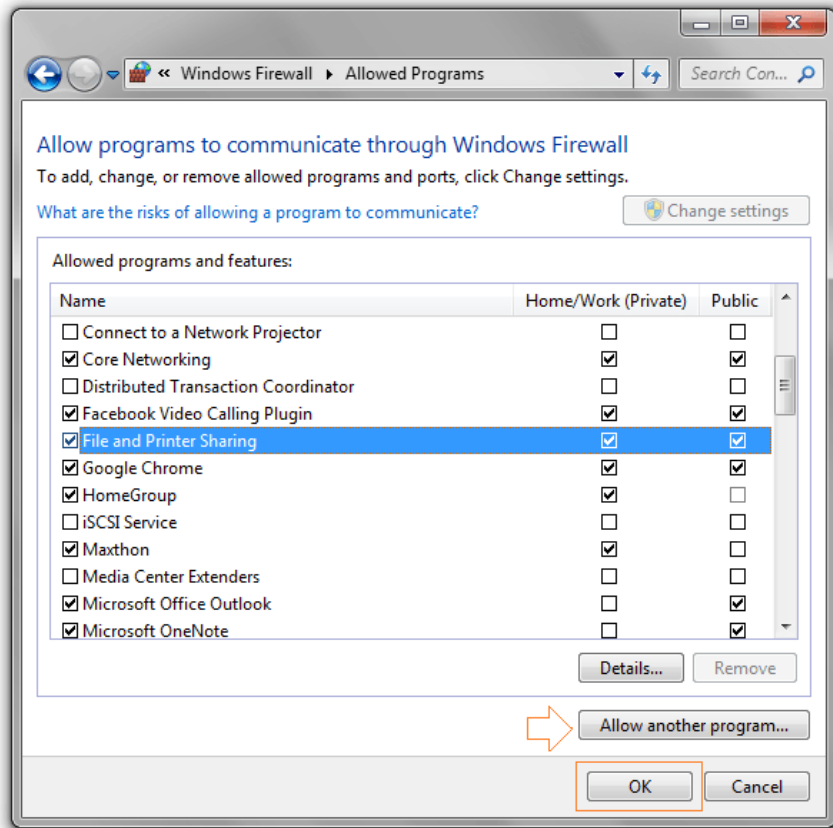 « Windows Firewall Allowed Programs
Search Con...
Allow programs to communicate through Windows Firewall
To add, change, or remove allowed programs and ports, click Change settings.
What are the risks of allowing a program to communicate?
Change settings
Allowed programs and features:
Name Home/Work (Private) Public
Connect to a Network Projector
Core Networking
Distributed Transaction Coordinator
Facebook Video Calling Plugin
File and Printer Sharing
Google Chrome
HomeGroup
iSCSI Service
Maxthon
Media Center Extenders
Microsoft Office Outlook
Microsoft OneNote
Details... Remove
Allow another program...
OK Cancel